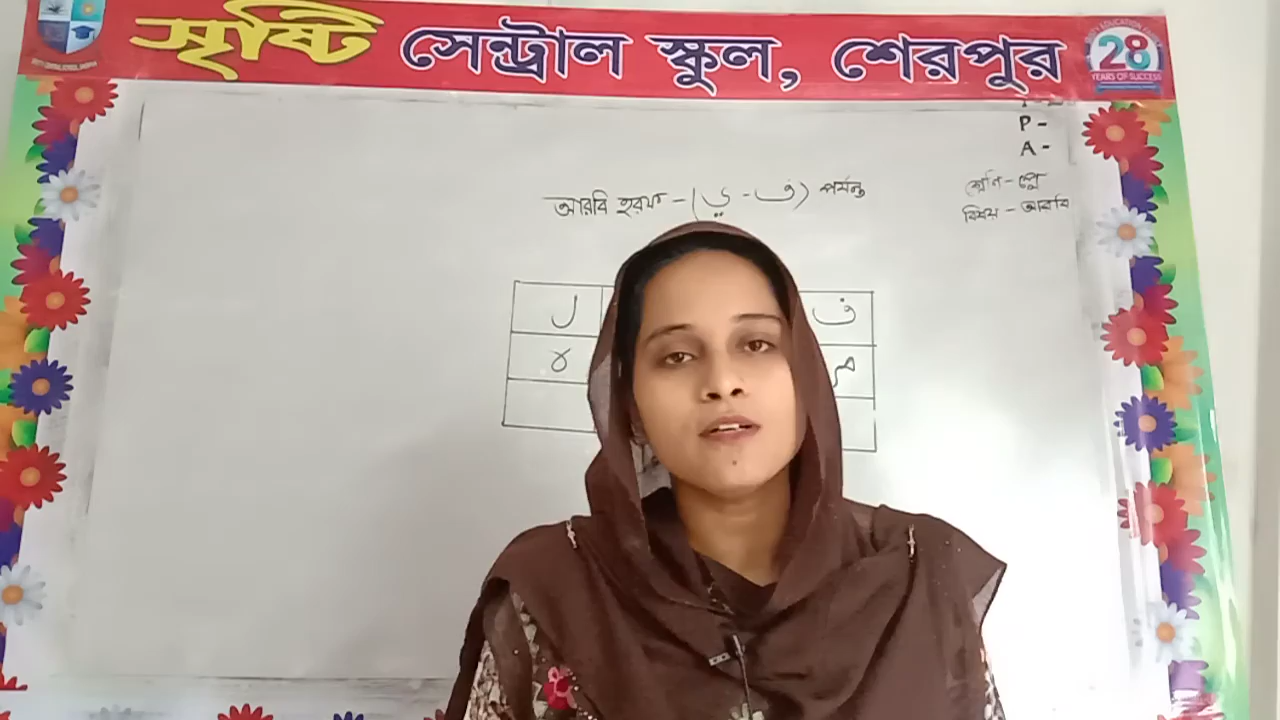 সৃষ্টি সেন্ট্রাল স্কুল, শেরপুর
28
YEARS OF SUCCESS
P -
A -
শ্রেণি - প্লে
বিষয় - আরবি
আরবি হরফ - (ي - ف) পর্যন্ত
ل ف
ء م